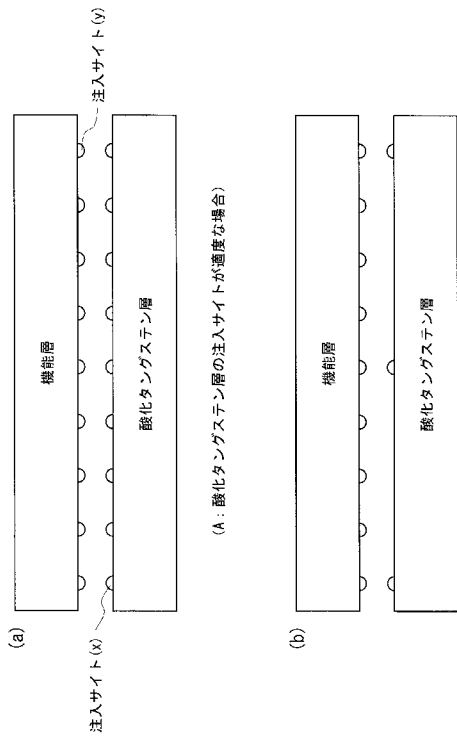 (a)
注入サイト(y)
機能層
酸化タングステン層
注入サイト(x)
(A：酸化タングステン層の注入サイトが適度な場合)
(b)
機能層
酸化タングステン層